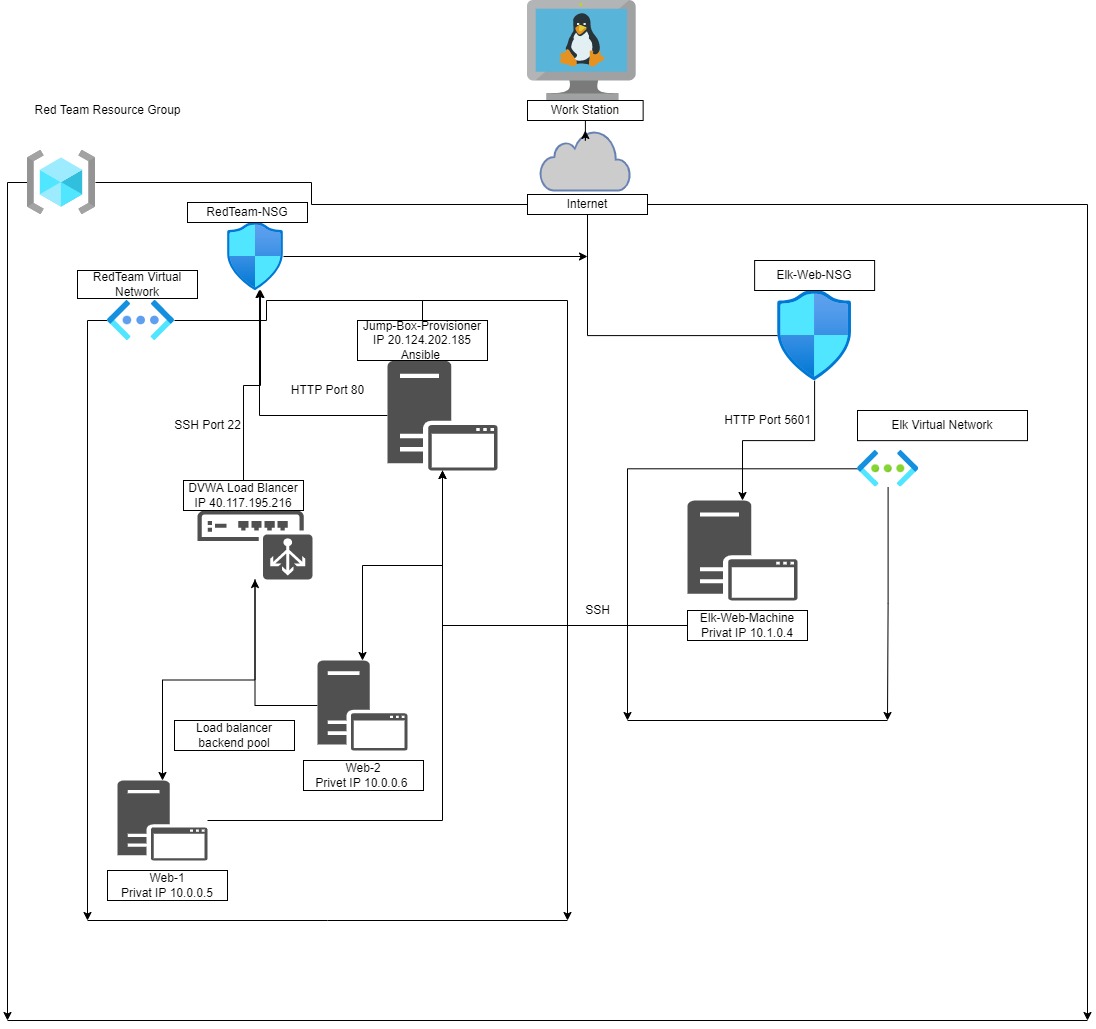 Work Station
Red Team Resource Group
Internet
RedTeam-NSG
Elk-Web-NSG
RedTeam Virtual
Network
Jump-Box-Provisioner
IP 20.124.202.185
Ansible
HTTP Port 80
SSH Port 22
HTTP Port 5601
Elk Virtual Network
DVWA Load Blancer
IP 40.117.195.216
SSH
Elk-Web-Machine
Privat IP 10.1.0.4
Load balancer
backend pool
Web-2
Privet IP 10.0.0.6
Web-1
Privat IP 10.0.0.5